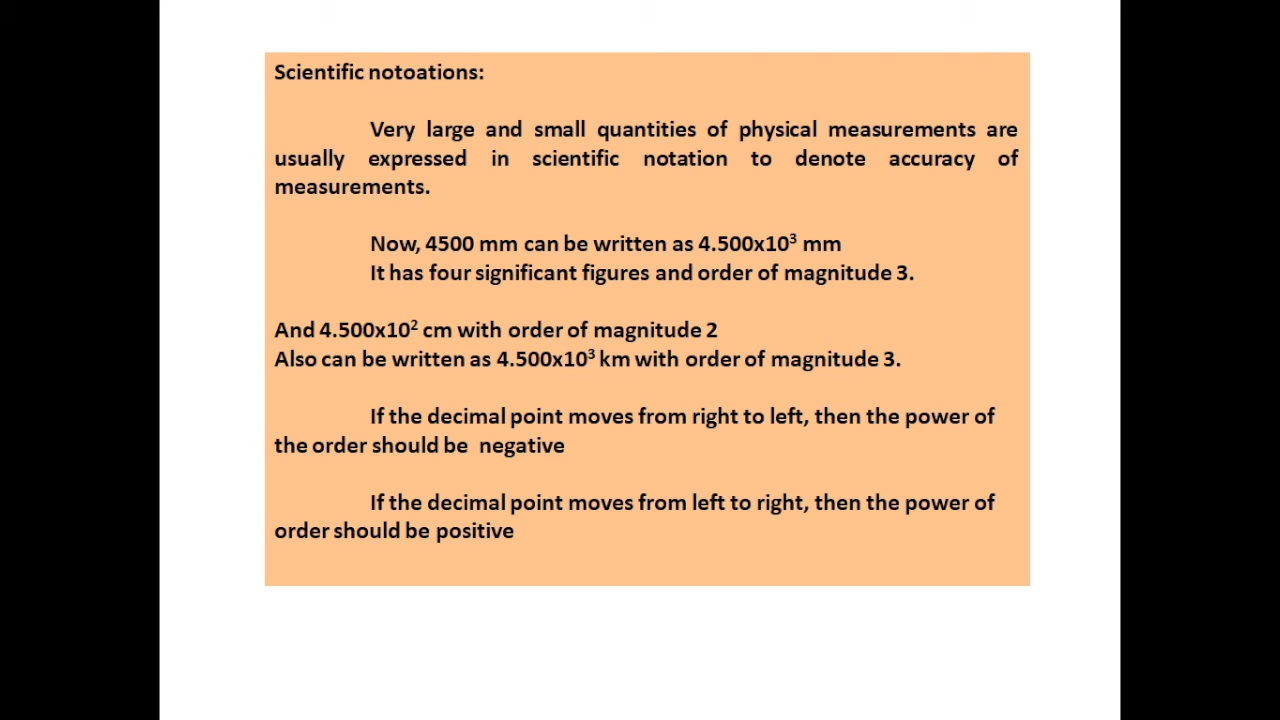 Scientific notoations:
Very large and small quantities of physical measurements are
usually expressed in scientific notation to denote accuracy of
measurements.
Now, 4500 mm can be written as 4.500x10³ mm
It has four significant figures and order of magnitude 3.
And 4.500x10² cm with order of magnitude 2
Also can be written as 4.500x10³ km with order of magnitude 3.
If the decimal point moves from right to left, then the power of
the order should be negative
If the decimal point moves from left to right, then the power of
order should be positive